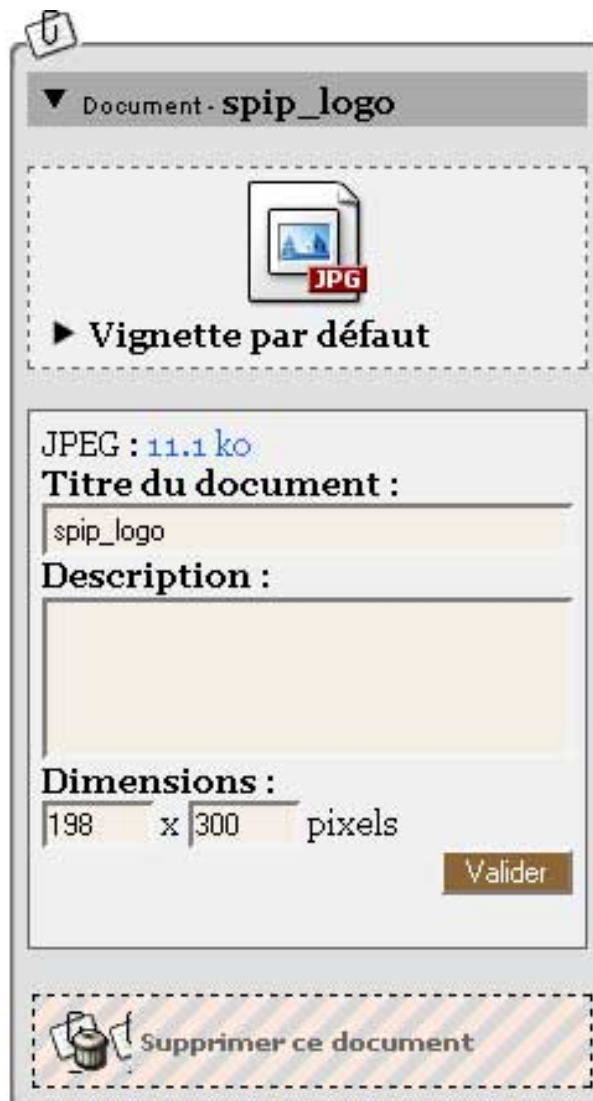 ▼ Document - spip_logo
JPG
► Vignette par défaut
JPEG : 11.1 ko
Titre du document :
spip_logo
Description :
Dimensions :
198 x 300 pixels
Valider
Supprimer ce document